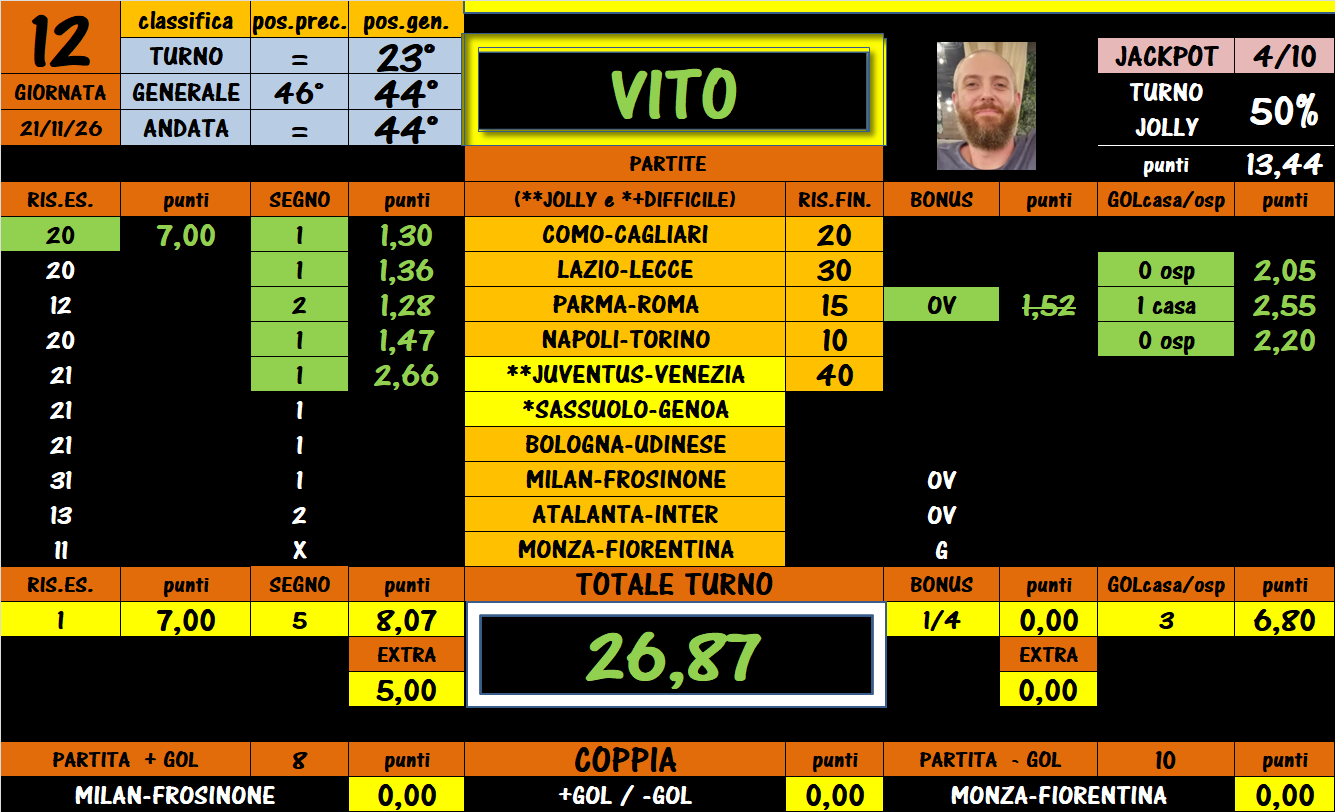 12 classifica pos.prec. pos.gen.
TURNO = 23°
VITO
JACKPOT 4/10
GIORNATA GENERALE 46° 44°
TURNO
JOLLY
50%
21/11/26 ANDATA = 44°
PARTITE
punti 13,44
RIS.ES. punti SEGNO punti (**JOLLY e *+DIFFICILE) RIS.FIN. BONUS punti GOLcasa/osp punti
20 7,00 1 1,30 COMO-CAGLIARI 20
20 1 1,36 LAZIO-LECCE 30 0 osp 2,05
12 2 1,28 PARMA-ROMA 15 OV 1,52 1 casa 2,55
20 1 1,47 NAPOLI-TORINO 10 0 osp 2,20
21 1 2,66 **JUVENTUS-VENEZIA 40
21 1 *SASSUOLO-GENOA
21 1 BOLOGNA-UDINESE
31 1 MILAN-FROSINONE OV
13 2 ATALANTA-INTER OV
11 X MONZA-FIORENTINA G
RIS.ES. punti SEGNO punti TOTALE TURNO BONUS punti GOLcasa/osp punti
1 7,00 5 8,07 26,87 1/4 0,00 3 6,80
EXTRA EXTRA
5,00 0,00
PARTITA + GOL 8 punti COPPIA punti PARTITA - GOL 10 punti
MILAN-FROSINONE 0,00 +GOL / -GOL 0,00 MONZA-FIORENTINA 0,00